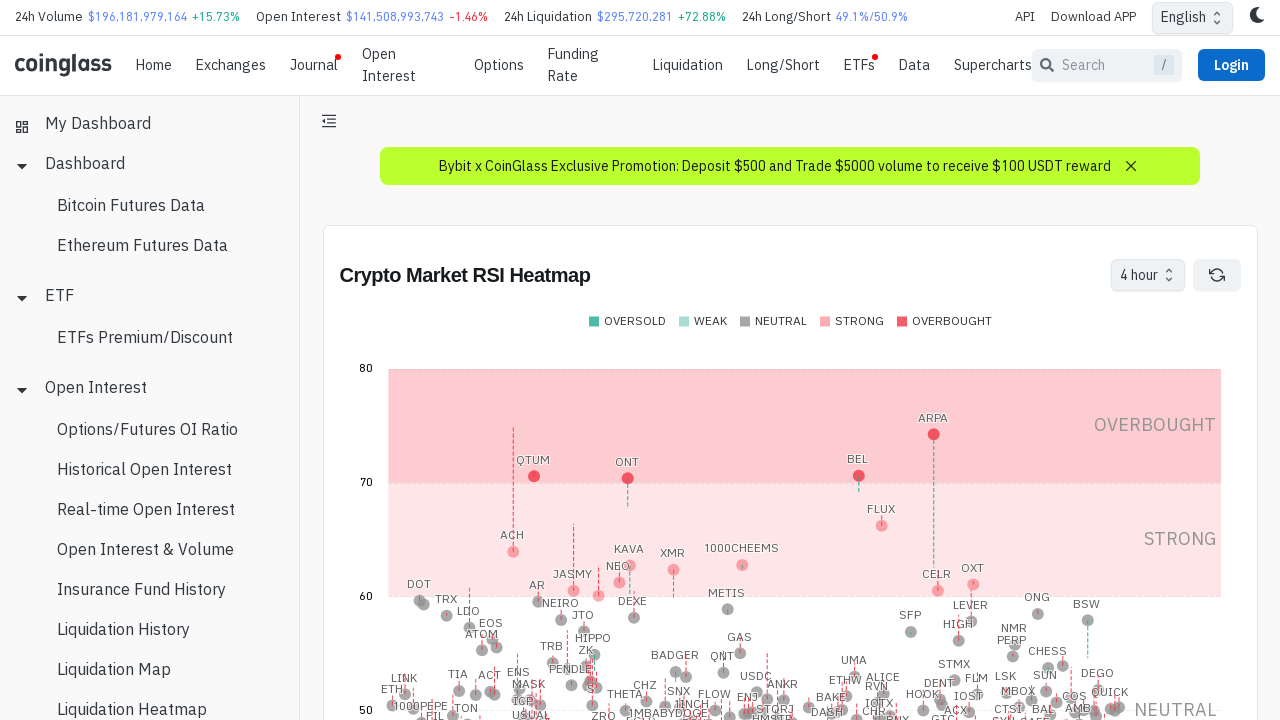 24h Volume $196,181,979,164 +15.73% Open Interest $141,508,993,743 -1.46% 24h Liquidation $295,720,281 +72.88% 24h Long/Short 49.1%/50.9% API Download APP English
coinglass Home Exchanges Journal Open Interest Options Funding Rate Liquidation Long/Short ETFs Data Supercharts Search / Login
My Dashboard
Dashboard
Bitcoin Futures Data
Ethereum Futures Data
ETF
ETFs Premium/Discount
Open Interest
Options/Futures OI Ratio
Historical Open Interest
Real-time Open Interest
Open Interest & Volume
Insurance Fund History
Liquidation History
Liquidation Map
Liquidation Heatmap
Bybit x CoinGlass Exclusive Promotion: Deposit $500 and Trade $5000 volume to receive $100 USDT reward
Crypto Market RSI Heatmap
4 hour
OVERSOLD WEAK NEUTRAL STRONG OVERBOUGHT
80
ARPA
OVERBOUGHT
QTUM ONT BEL
70
FLUX
ACH
STRONG
KAVA XMR 1000CHEEMS
JASMY NEO CELR OXT
DOT AR METIS
60
TRX LDO NEIRO DEXE LEVER ONG BSW
EOS JTO SFP HIGH
ATOM HIPPO GAS NMR
TRB ZK BADGER QNT PERP CHESS
LINK TIA ACT ENS PENDLE USDC UMA STMX
ETH MASK CHZ ANKR ETHW ALICE DENT FLM LSK SUN DEGO
THETA SNX FLOW ENJ BAKE RVN HOOK IOST MBOX COS QUICK
1000PEPE TON ICP 1INCH IOTX
FIL USUAL ZRO DASH CHR ACX CTSI BAL AMB
50 NEUTRAL